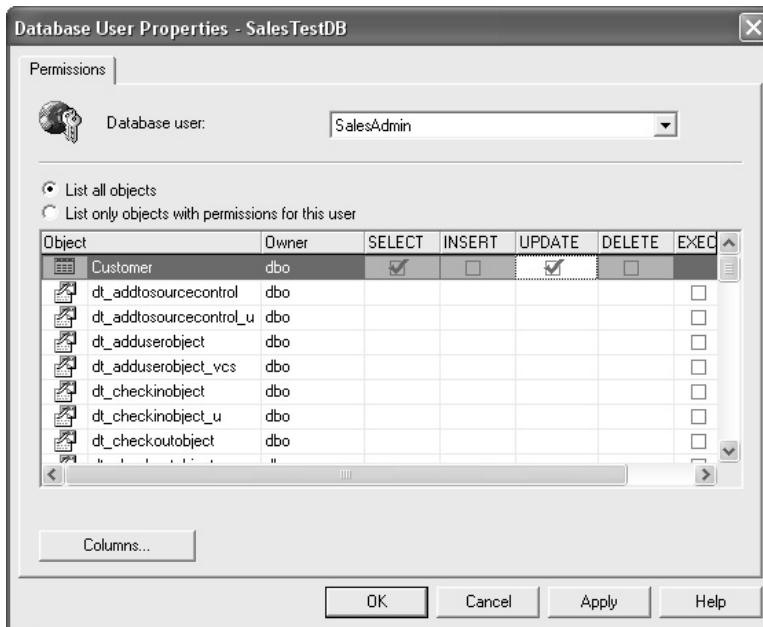 Database User Properties - SalesTestDB
Permissions
Database user: SalesAdmin
List all objects
List only objects with permissions for this user
Object Owner SELECT INSERT UPDATE DELETE EXEC
Customer dbo
dt_addtosourcecontrol dbo
dt_addtosourcecontrol_u dbo
dt_adduserobject dbo
dt_adduserobject_vcs dbo
dt_checkinobject dbo
dt_checkinobject_u dbo
dt_checkoutobject dbo
Columns...
OK Cancel Apply Help